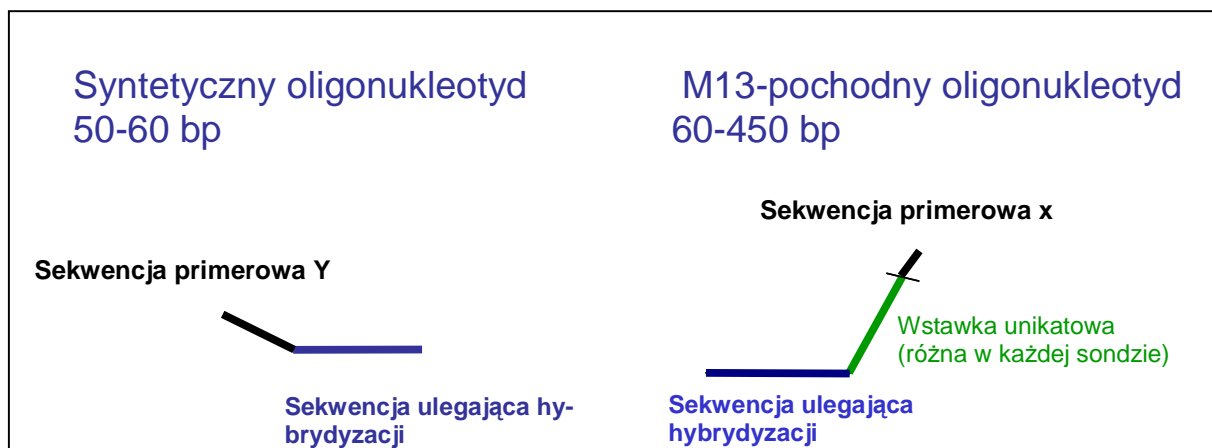 Syntetyczny oligonukleotyd
50-60 bp
M13-pochodny oligonukleotyd
60-450 bp
Sekwencja primerowa x
Sekwencja primerowa Y
Wstawka unikatowa
(różna w każdej sondzie)
Sekwencja ulegająca hy-
brydyzacji
Sekwencja ulegająca
hybrydyzacji